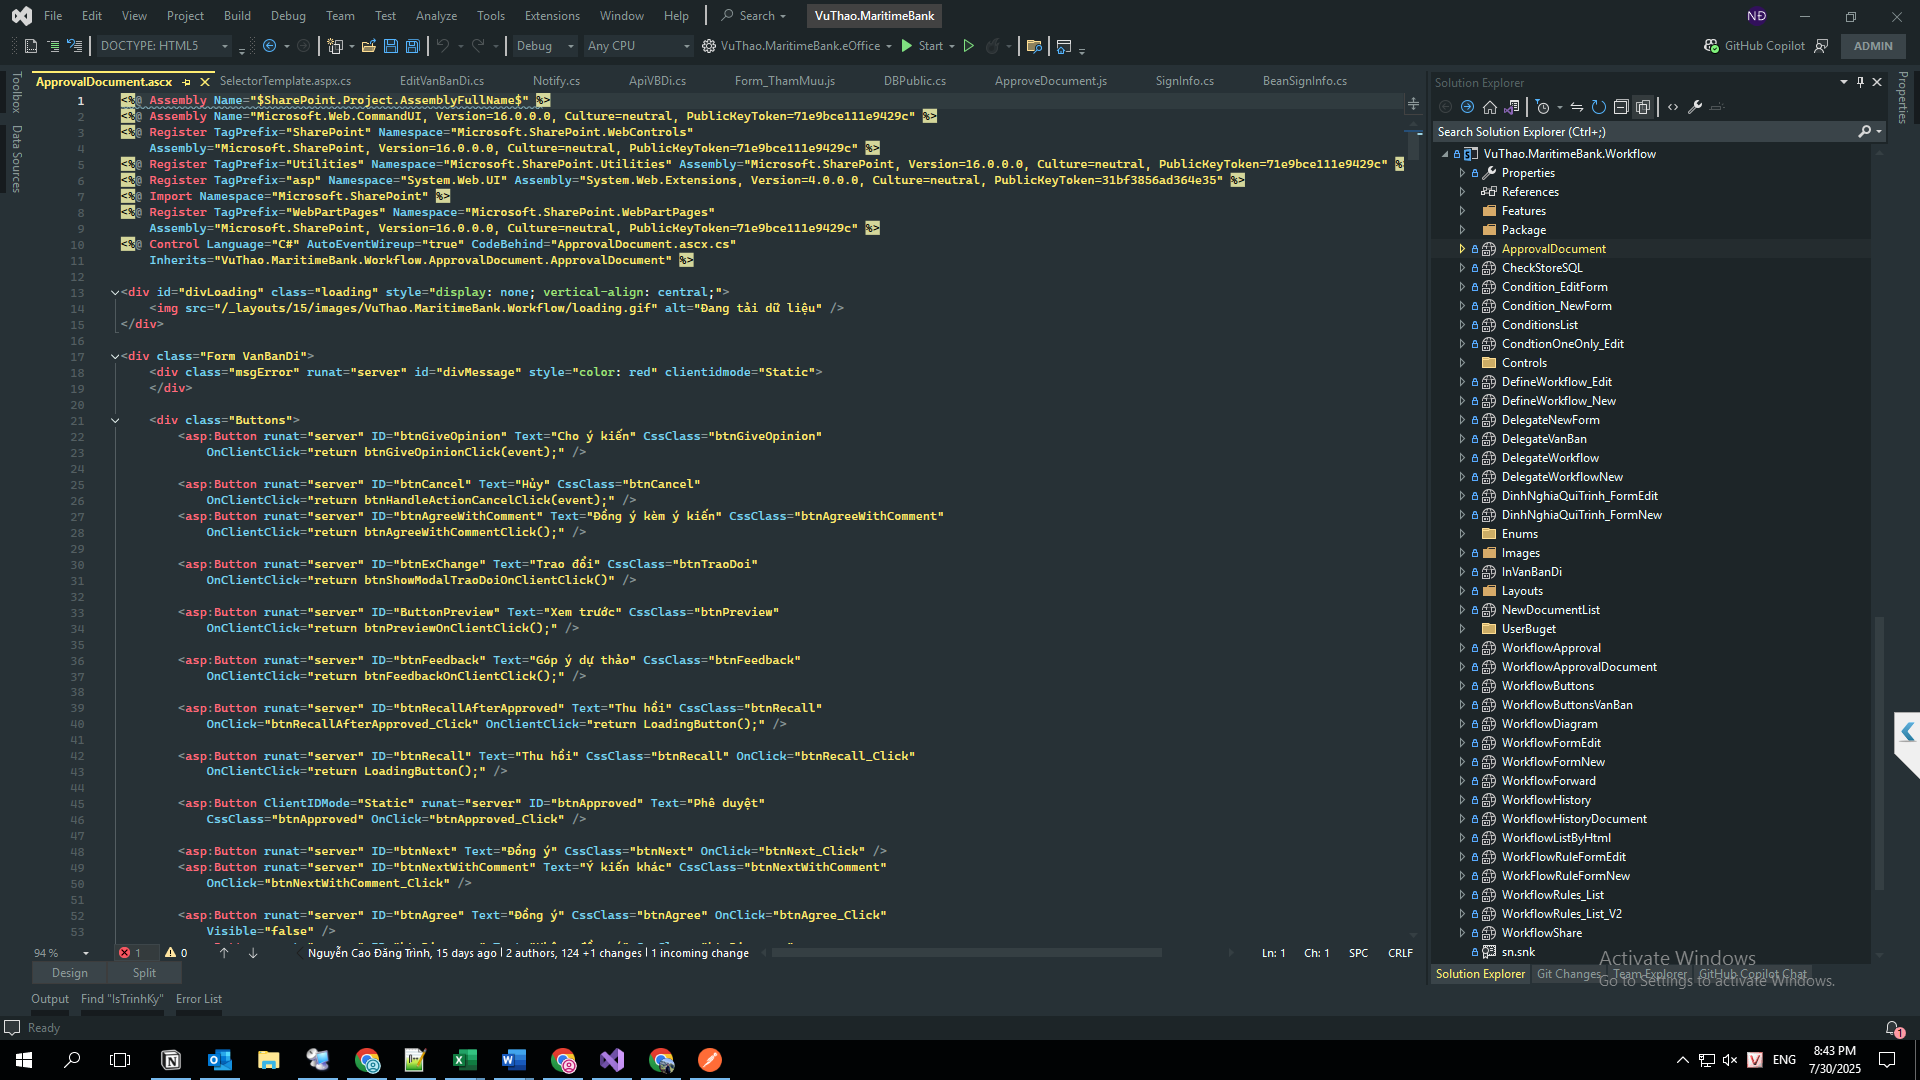 File Edit View Project Build Debug Team Test Analyze Tools Extensions Window Help Search VuThao.MaritimeBank NĐ
DOCTYPE: HTML5 Debug Any CPU VuThao.MaritimeBank.eOffice Start GitHub Copilot ADMIN
Toolbox
Data Sources
ApprovalDocument.ascx SelectorTemplate.aspx.cs EditVanBanDi.cs Notify.cs ApiVBDi.cs Form_ThamMuu.js DBPublic.cs ApproveDocument.js SignInfo.cs BeanSignInfo.cs
1 <%@ Assembly Name="$SharePoint.Project.AssemblyFullName$" %>
2 <%@ Assembly Name="Microsoft.Web.CommandUI, Version=16.0.0.0, Culture=neutral, PublicKeyToken=71e9bce111e9429c" %>
3 <%@ Register TagPrefix="SharePoint" Namespace="Microsoft.SharePoint.WebControls"
4 Assembly="Microsoft.SharePoint, Version=16.0.0.0, Culture=neutral, PublicKeyToken=71e9bce111e9429c" %>
5 <%@ Register TagPrefix="Utilities" Namespace="Microsoft.SharePoint.Utilities" Assembly="Microsoft.SharePoint, Version=16.0.0.0, Culture=neutral, PublicKeyToken=71e9bce111e9429c" %
6 <%@ Register TagPrefix="asp" Namespace="System.Web.UI" Assembly="System.Web.Extensions, Version=4.0.0.0, Culture=neutral, PublicKeyToken=31bf3856ad364e35" %>
7 <%@ Import Namespace="Microsoft.SharePoint" %>
8 <%@ Register TagPrefix="WebPartPages" Namespace="Microsoft.SharePoint.WebPartPages"
9 Assembly="Microsoft.SharePoint, Version=16.0.0.0, Culture=neutral, PublicKeyToken=71e9bce111e9429c" %>
10 <%@ Control Language="C#" AutoEventWireup="true" CodeBehind="ApprovalDocument.ascx.cs"
11 Inherits="VuThao.MaritimeBank.Workflow.ApprovalDocument.ApprovalDocument" %>
12
13 <div id="divLoading" class="loading" style="display: none; vertical-align: central;">
14 <img src="/_layouts/15/images/VuThao.MaritimeBank.Workflow/loading.gif" alt="Đang tải dữ liệu" />
15 </div>
16
17 <div class="Form VanBanDi">
18 <div class="msgError" runat="server" id="divMessage" style="color: red" clientidmode="Static">
19 </div>
20
21 <div class="Buttons">
22 <asp:Button runat="server" ID="btnGiveOpinion" Text="Cho ý kiến" CssClass="btnGiveOpinion"
23 OnClientClick="return btnGiveOpinionClick(event);" />
24
25 <asp:Button runat="server" ID="btnCancel" Text="Hủy" CssClass="btnCancel"
26 OnClientClick="return btnHandleActionCancelClick(event);" />
27 <asp:Button runat="server" ID="btnAgreeWithComment" Text="Đồng ý kèm ý kiến" CssClass="btnAgreeWithComment"
28 OnClientClick="return btnAgreeWithCommentClick();" />
29
30 <asp:Button runat="server" ID="btnExChange" Text="Trao đổi" CssClass="btnTraoDoi"
31 OnClientClick="return btnShowModalTraoDoiOnClientClick()" />
32
33 <asp:Button runat="server" ID="ButtonPreview" Text="Xem trước" CssClass="btnPreview"
34 OnClientClick="return btnPreviewOnClientClick();" />
35
36 <asp:Button runat="server" ID="btnFeedback" Text="Góp ý dự thảo" CssClass="btnFeedback"
37 OnClientClick="return btnFeedbackOnClientClick();" />
38
39 <asp:Button runat="server" ID="btnRecallAfterApproved" Text="Thu hồi" CssClass="btnRecall"
40 OnClick="btnRecallAfterApproved_Click" OnClientClick="return LoadingButton();" />
41
42 <asp:Button runat="server" ID="btnRecall" Text="Thu hồi" CssClass="btnRecall" OnClick="btnRecall_Click"
43 OnClientClick="return LoadingButton();" />
44
45 <asp:Button ClientIDMode="Static" runat="server" ID="btnApproved" Text="Phê duyệt"
46 CssClass="btnApproved" OnClick="btnApproved_Click" />
47
48 <asp:Button runat="server" ID="btnNext" Text="Đồng ý" CssClass="btnNext" OnClick="btnNext_Click" />
49 <asp:Button runat="server" ID="btnNextWithComment" Text="Ý kiến khác" CssClass="btnNextWithComment"
50 OnClick="btnNextWithComment_Click" />
51
52 <asp:Button runat="server" ID="btnAgree" Text="Đồng ý" CssClass="btnAgree" OnClick="btnAgree_Click"
53 Visible="false" />
94 % 1 0 Nguyễn Cao Đăng Trình, 15 days ago | 2 authors, 124 +1 changes | 1 incoming change Ln: 1 Ch: 1 SPC CRLF
Design Split
Output Find "IsTrinhKy" Error List
Ready
Solution Explorer
Search Solution Explorer (Ctrl+;)
VuThao.MaritimeBank.Workflow
Properties
References
Features
Package
ApprovalDocument
CheckStoreSQL
Condition_EditForm
Condition_NewForm
ConditionsList
CondtionOneOnly_Edit
Controls
DefineWorkflow_Edit
DefineWorkflow_New
DelegateNewForm
DelegateVanBan
DelegateWorkflow
DelegateWorkflowNew
DinhNghiaQuiTrinh_FormEdit
DinhNghiaQuiTrinh_FormNew
Enums
Images
InVanBanDi
Layouts
NewDocumentList
UserBuget
WorkflowApproval
WorkflowApprovalDocument
WorkflowButtons
WorkflowButtonsVanBan
WorkflowDiagram
WorkflowFormEdit
WorkflowFormNew
WorkflowForward
WorkflowHistory
WorkflowHistoryDocument
WorkflowListByHtml
WorkFlowRuleFormEdit
WorkFlowRuleFormNew
WorkflowRules_List
WorkflowRules_List_V2
WorkflowShare
sn.snk
Solution Explorer Git Changes Team Explorer GitHub Copilot Chat
Properties
Activate Windows
Go to Settings to activate Windows.
1
V ENG 8:43 PM
7/30/2025